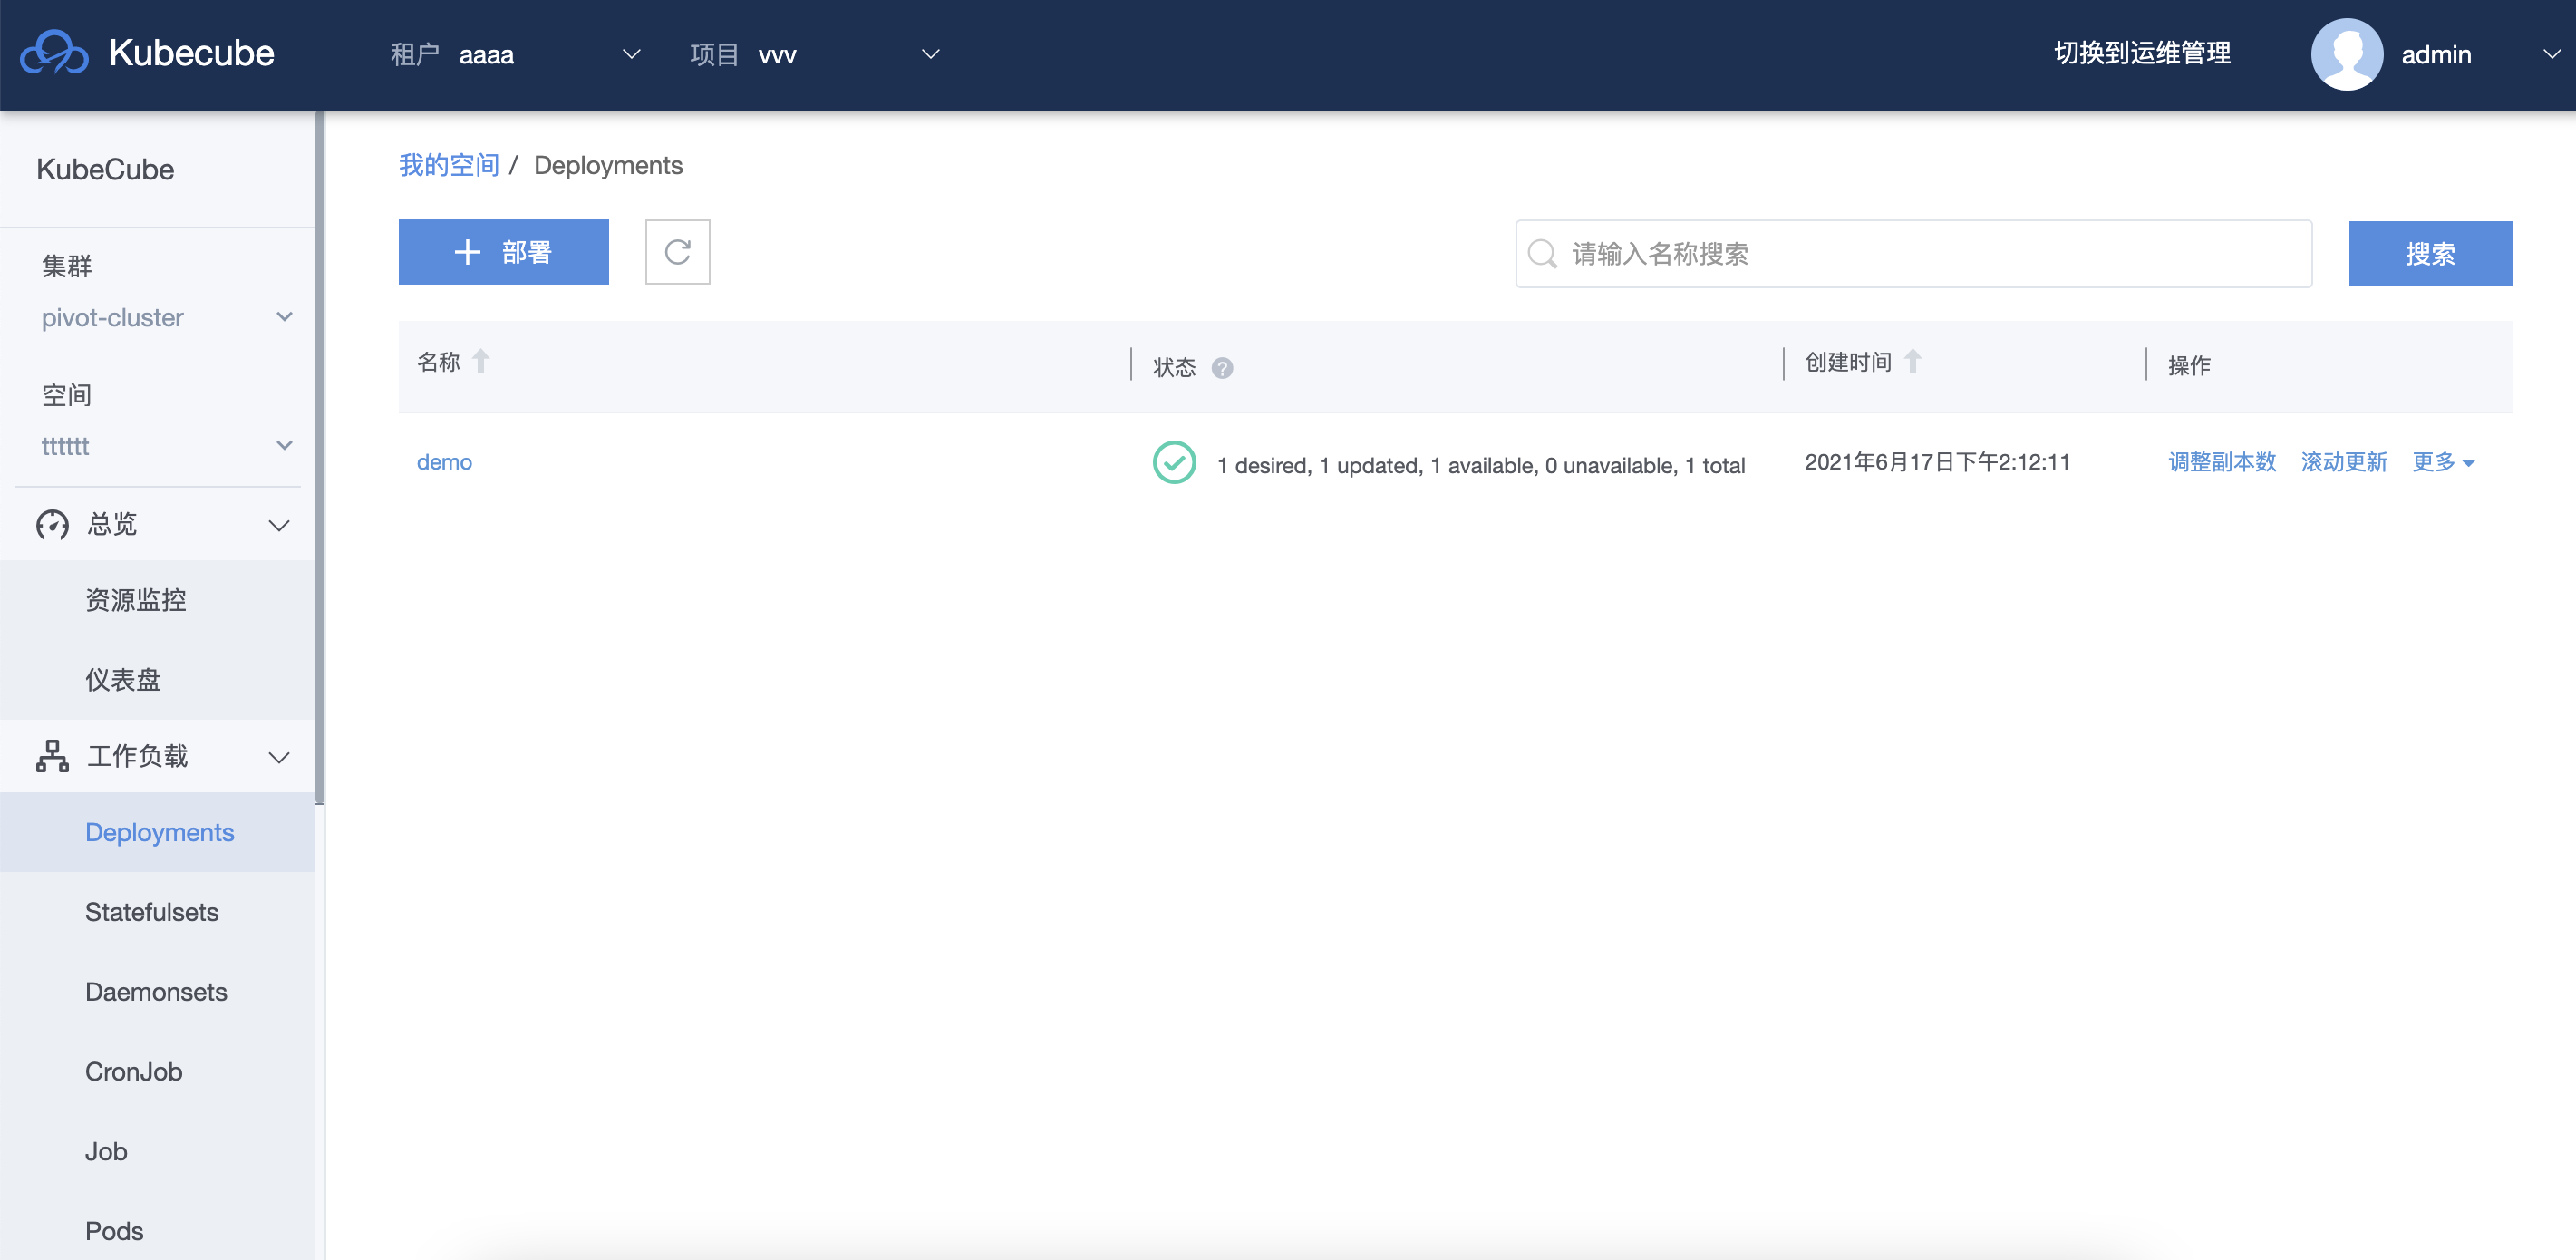 Kubecube
租户 aaaa
项目 vvv
切换到运维管理
admin
KubeCube
集群
pivot-cluster
空间
tttttt
总览
资源监控
仪表盘
工作负载
Deployments
Statefulsets
Daemonsets
CronJob
Job
Pods
我的空间 / Deployments
部署
请输入名称搜索
搜索
名称 状态 ? 创建时间 操作
demo 1 desired, 1 updated, 1 available, 0 unavailable, 1 total 2021年6月17日下午2:12:11 调整副本数 滚动更新 更多